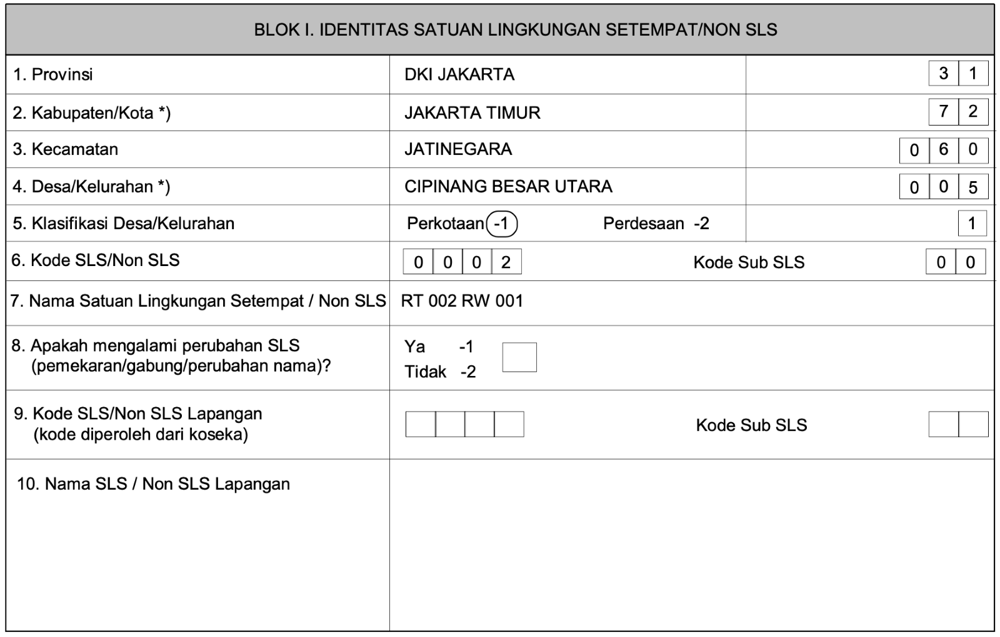 BLOK I. IDENTITAS SATUAN LINGKUNGAN SETEMPAT/NON SLS
1. Provinsi DKI JAKARTA 3 1
2. Kabupaten/Kota *) JAKARTA TIMUR 7 2
3. Kecamatan JATINEGARA 0 6 0
4. Desa/Kelurahan *) CIPINANG BESAR UTARA 0 0 5
5. Klasifikasi Desa/Kelurahan Perkotaan -1 Perdesaan -2 1
6. Kode SLS/Non SLS 0 0 0 2 Kode Sub SLS 0 0
7. Nama Satuan Lingkungan Setempat / Non SLS RT 002 RW 001
8. Apakah mengalami perubahan SLS
(pemekaran/gabung/perubahan nama)?
Ya -1
Tidak -2
9. Kode SLS/Non SLS Lapangan
(kode diperoleh dari koseka)
Kode Sub SLS
10. Nama SLS / Non SLS Lapangan